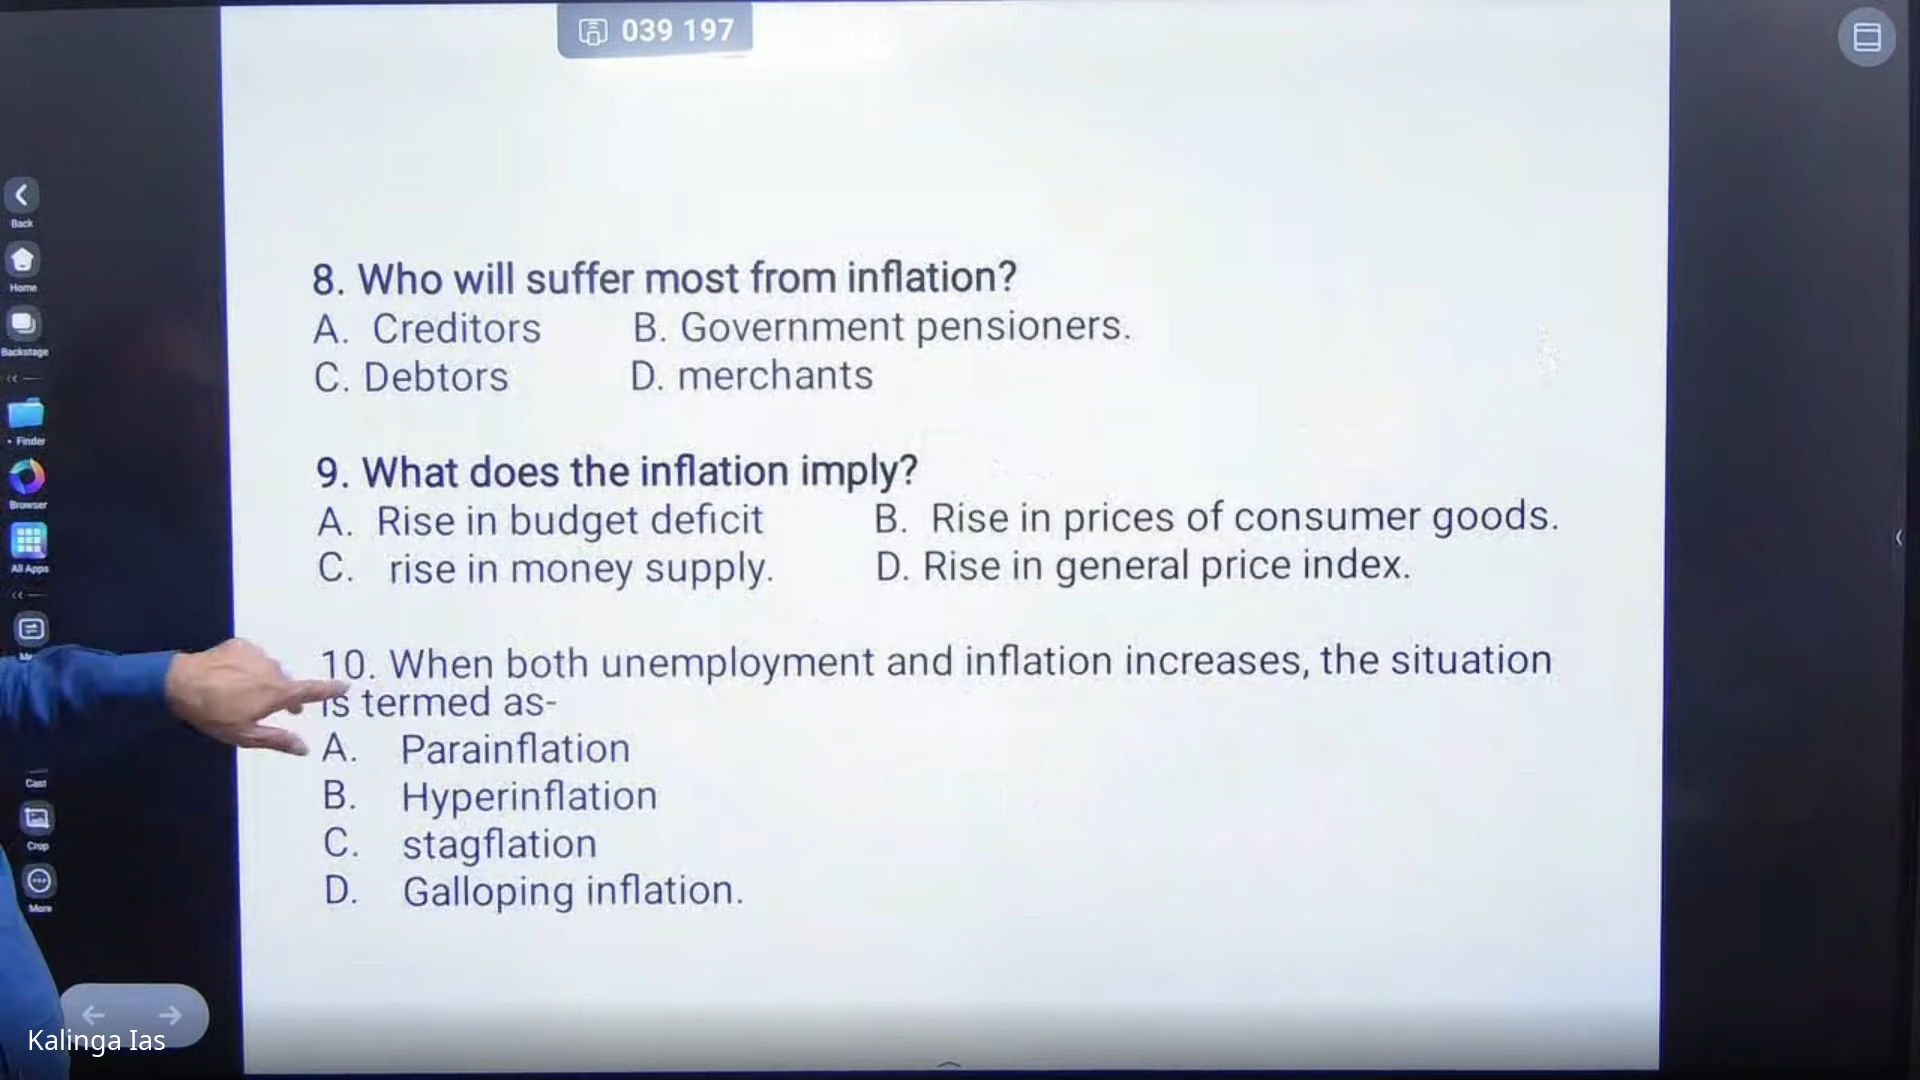 039 197
Back
Home
Backstage
Finder
Browser
All Apps
8. Who will suffer most from inflation?
A. Creditors B. Government pensioners.
C. Debtors D. merchants
9. What does the inflation imply?
A. Rise in budget deficit B. Rise in prices of consumer goods.
C. rise in money supply. D. Rise in general price index.
10. When both unemployment and inflation increases, the situation
is termed as-
A. Parainflation
B. Hyperinflation
C. stagflation
D. Galloping inflation.
Cast
Crop
More
Kalinga Ias